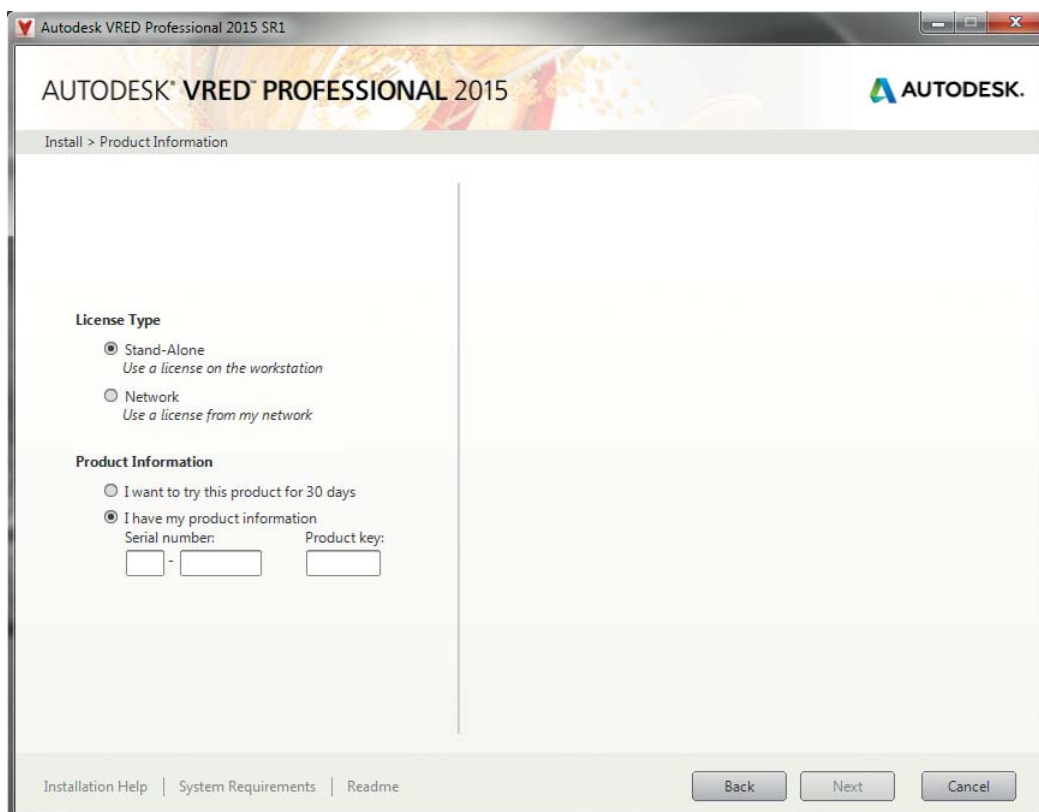 Autodesk VRED Professional 2015 SR1
AUTODESK® VRED™ PROFESSIONAL 2015
AUTODESK.
Install > Product Information
License Type
Stand-Alone
Use a license on the workstation
Network
Use a license from my network
Product Information
I want to try this product for 30 days
I have my product information
Serial number: Product key:
-
Installation Help | System Requirements | Readme
Back Next Cancel